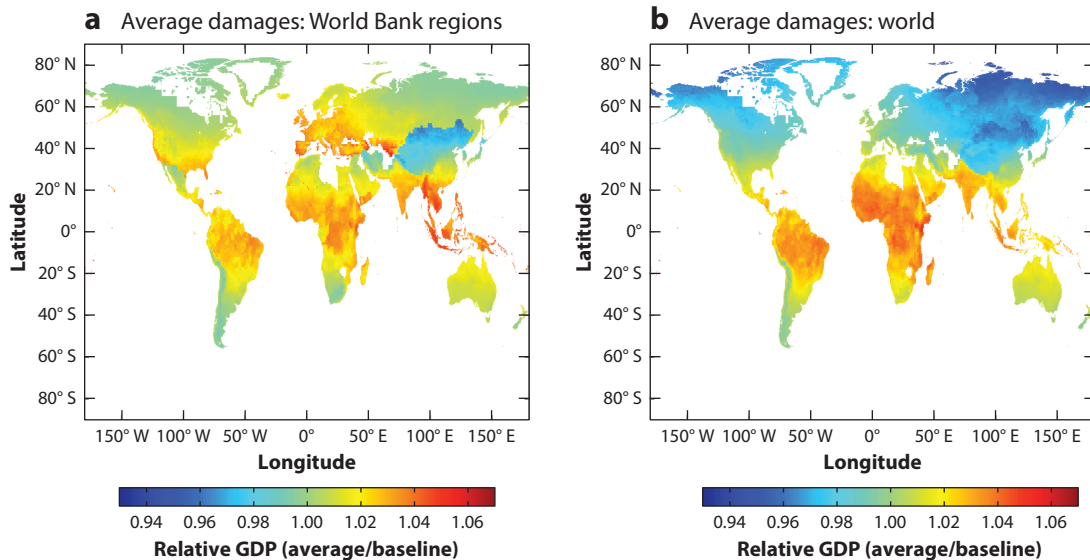 a Average damages: World Bank regions
80° N
60° N
40° N
20° N
0°
20° S
40° S
60° S
80° S
Latitude
150° W 100° W 50° W 0° 50° E 100° E 150° E
Longitude
0.94 0.96 0.98 1.00 1.02 1.04 1.06
Relative GDP (average/baseline)
b Average damages: world
80° N
60° N
40° N
20° N
0°
20° S
40° S
60° S
80° S
Latitude
150° W 100° W 50° W 0° 50° E 100° E 150° E
Longitude
0.94 0.96 0.98 1.00 1.02 1.04 1.06
Relative GDP (average/baseline)